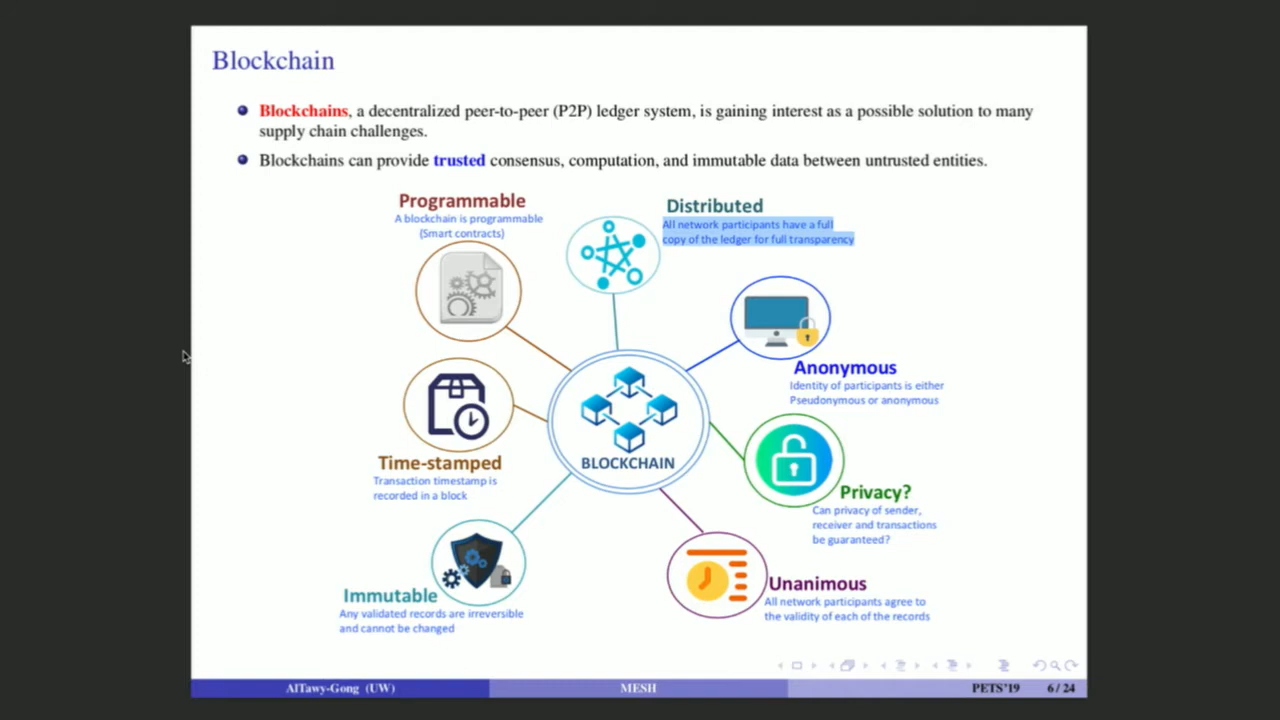 Blockchain
Blockchains, a decentralized peer-to-peer (P2P) ledger system, is gaining interest as a possible solution to many
supply chain challenges.
Blockchains can provide trusted consensus, computation, and immutable data between untrusted entities.
Programmable
A blockchain is programmable
(Smart contracts)
Distributed
All network participants have a full
copy of the ledger for full transparency
Anonymous
Identity of participants is either
Pseudonymous or anonymous
BLOCKCHAIN
Time-stamped
Transaction timestamp is
recorded in a block
Privacy?
Can privacy of sender,
receiver and transactions
be guaranteed?
Immutable
Any validated records are irreversible
and cannot be changed
Unanimous
All network participants agree to
the validity of each of the records
AlTawy-Gong (UW)
MESH
PETS'19
6 / 24